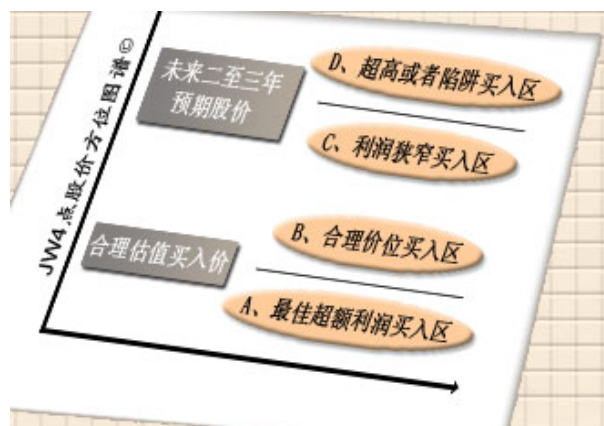 JW4点股价方位图谱©
未来二至三年
预期股价
D、超高或者陷阱买入区
C、利润狭窄买入区
合理估值买入价
B、合理价位买入区
A、最佳超额利润买入区